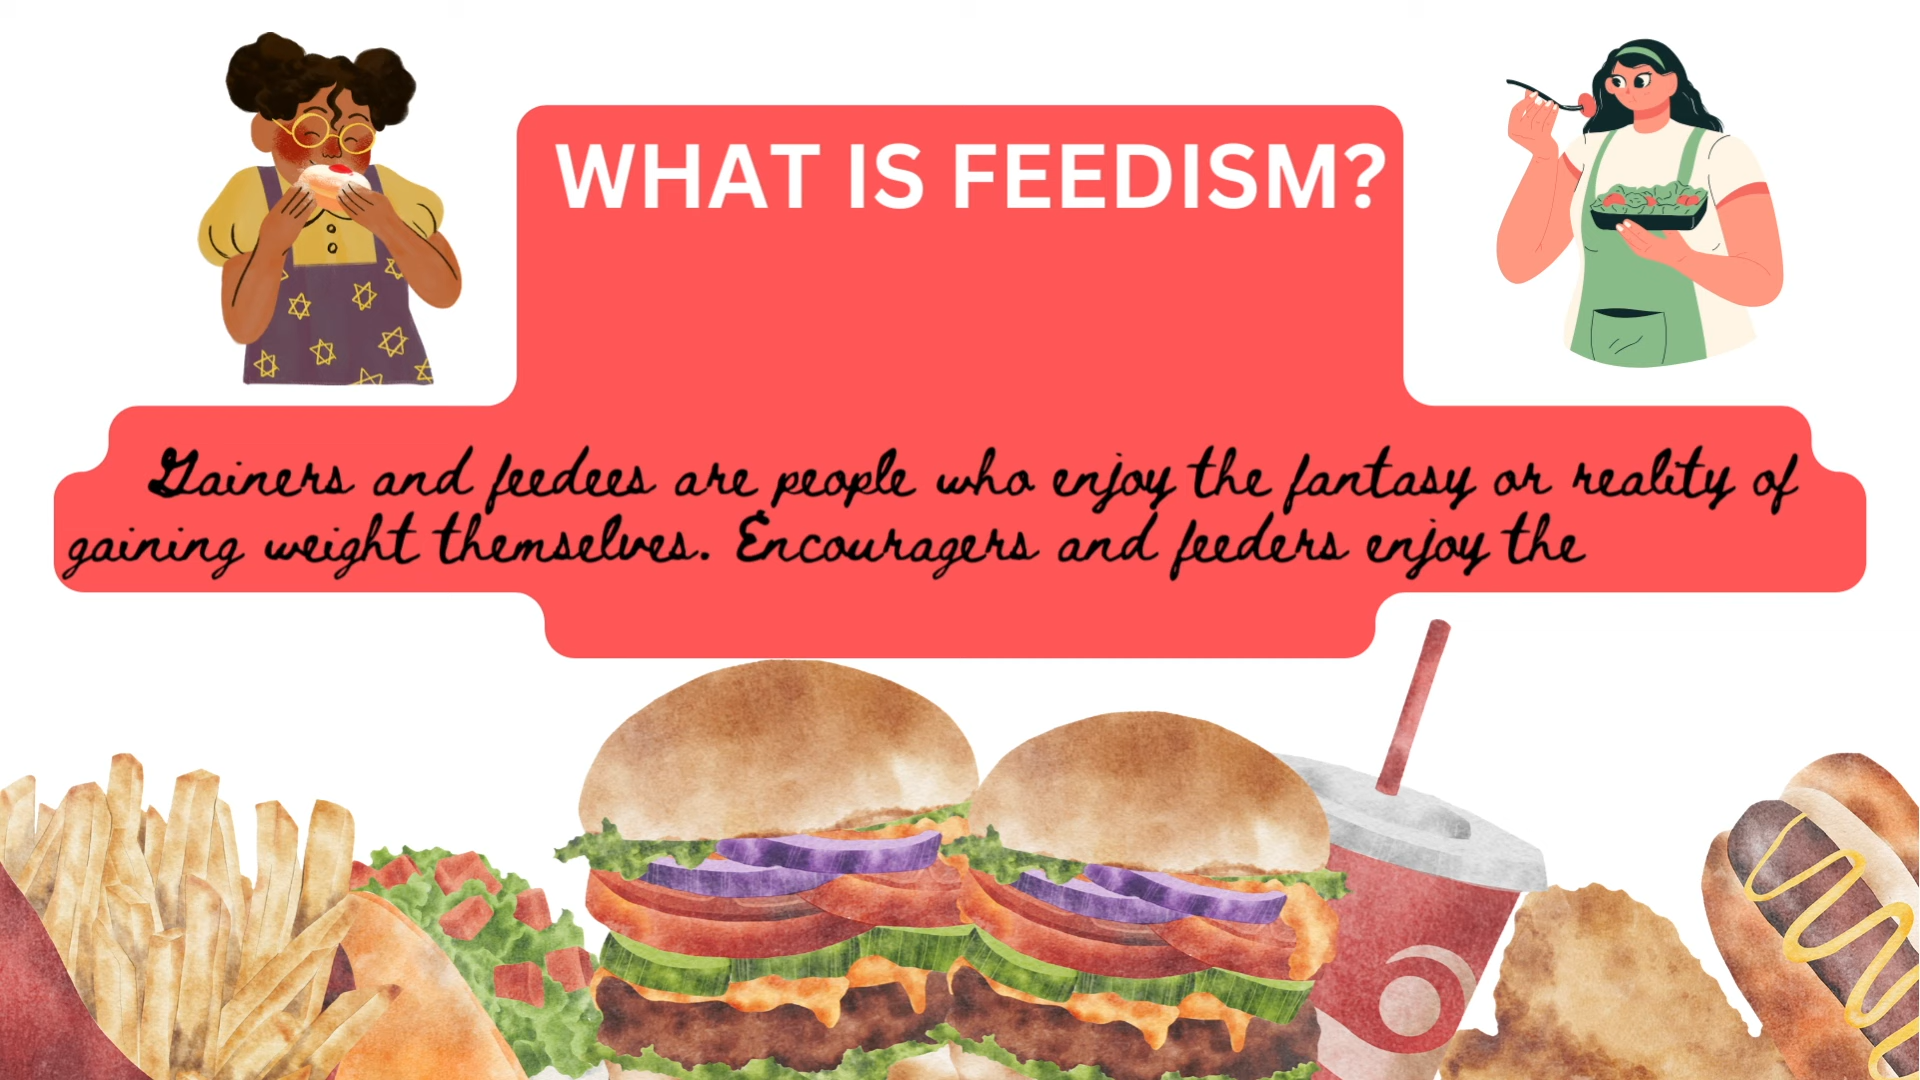 WHAT IS FEEDISM?
Gainers and feedees are people who enjoy the fantasy or reality of
gaining weight themselves. Encouragers and feeders enjoy the